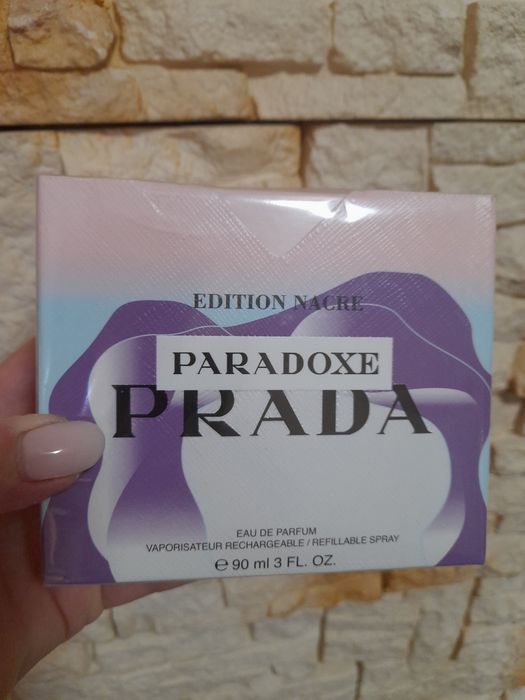 EDITION NACRE
PARADOXE
PRADA
EAU DE PARFUM
VAPORISATEUR RECHARGEABLE / REFILLABLE SPRAY
℮ 90 ml 3 FL. OZ.